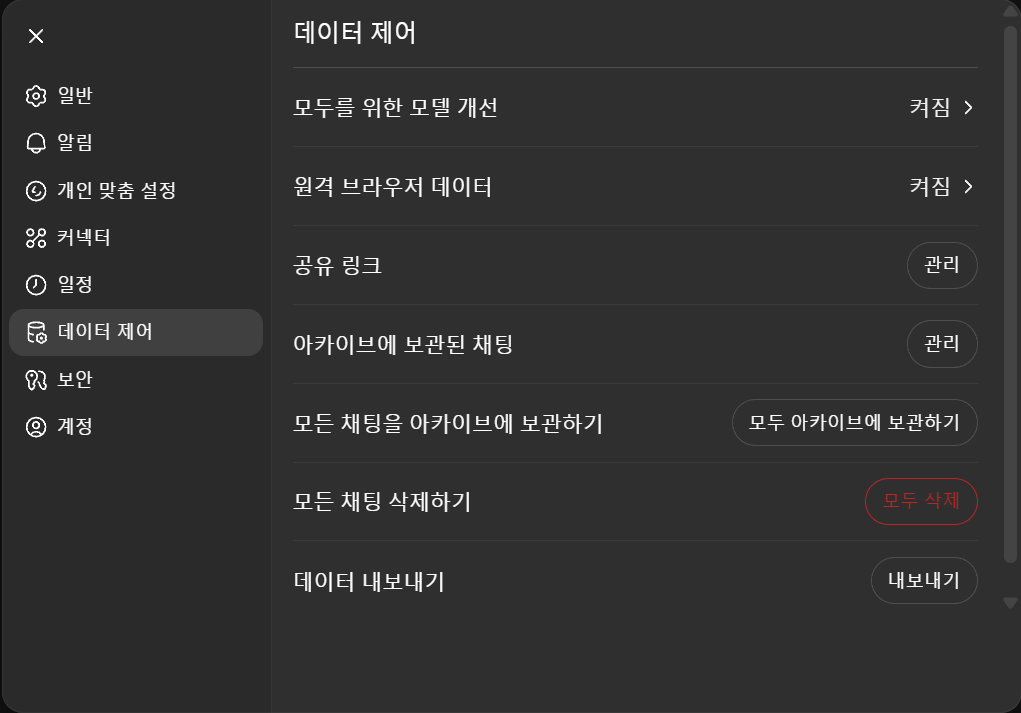 일반
알림
개인 맞춤 설정
커넥터
일정
데이터 제어
보안
계정
데이터 제어
모두를 위한 모델 개선 켜짐
원격 브라우저 데이터 켜짐
공유 링크 관리
아카이브에 보관된 채팅 관리
모든 채팅을 아카이브에 보관하기 모두 아카이브에 보관하기
모든 채팅 삭제하기 모두 삭제
데이터 내보내기 내보내기